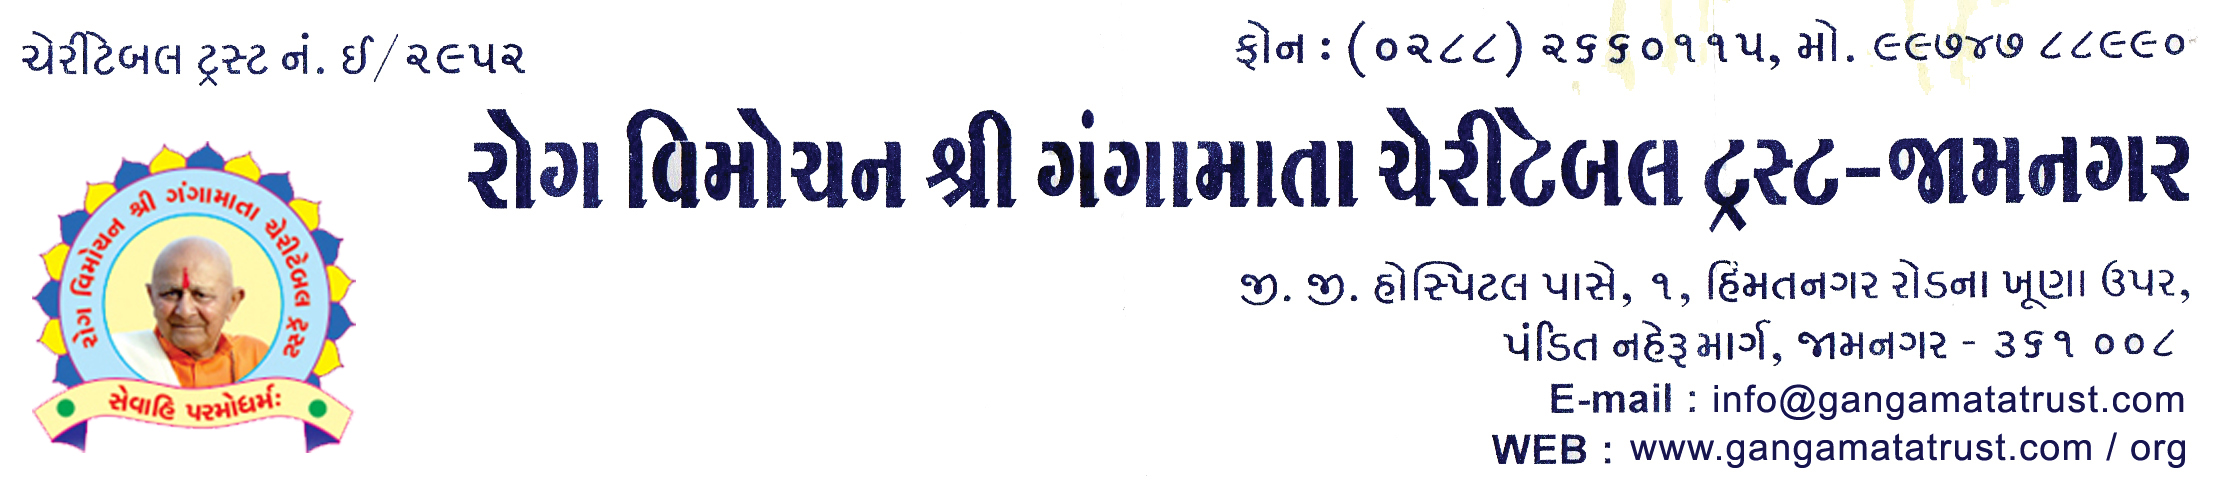 ચેરીટેબલ ટ્રસ્ટ નં. ઈ/૨૯૫૨
ફોન : (૦૨૮૮) ૨૬૬૦૧૧૫, મો. ૯૯૭૪૭ ૮૮૯૯૦
રોગ વિમોચન શ્રી ગંગામાતા ચેરીટેબલ ટ્રસ્ટ-જામનગર
રોગ વિમોચન શ્રી ગંગામાતા ચેરીટેબલ ટ્રસ્ટ
સેવાહિ પરમોધર્મઃ
જી. જી. હોસ્પિટલ પાસે, ૧, હિંમતનગર રોડના ખૂણા ઉપર,
પંડિત નહેરૂમાર્ગ, જામનગર - ૩૬૧ ૦૦૮
E-mail : info@gangamatatrust.com
WEB : www.gangamatatrust.com / org